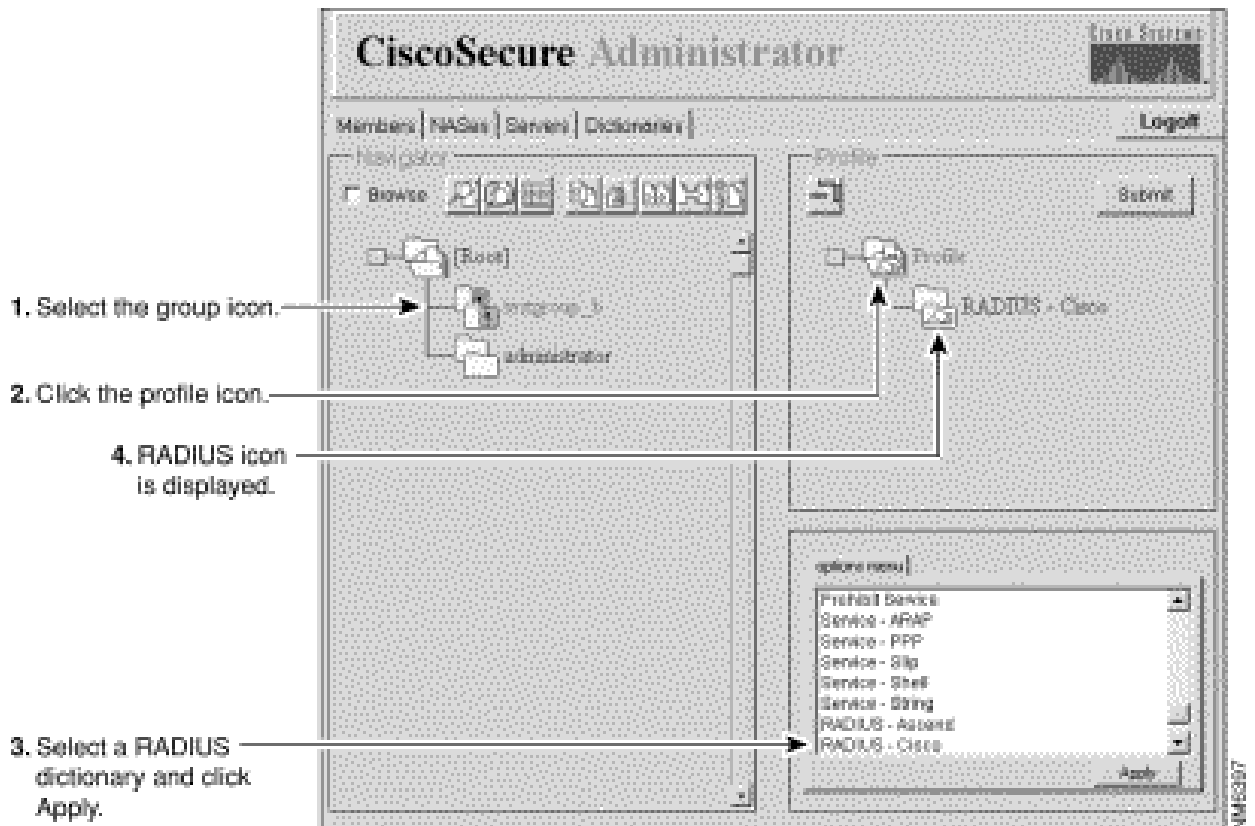 CiscoSecure Administrator
CISCO SYSTEMS
Members NASes Servers Dictionaries
Logoff
Navigator
Browse
[Root]
administrator
Profile
Submit
Profile
RADIUS - Cisco
1. Select the group icon.
2. Click the profile icon.
4. RADIUS icon
is displayed.
3. Select a RADIUS
dictionary and click
Apply.
options menu
Prohibit Service
Service - ARAP
Service - PPP
Service - Slip
Service - Shell
Service - String
RADIUS - Ascend
RADIUS - Cisco
Apply